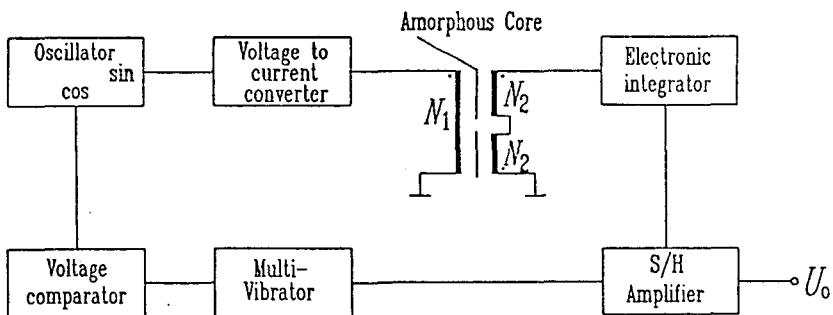 Amorphous Core
Oscillator
sin
cos
Voltage to
current
converter
N₁
N₂
N₂
Electronic
integrator
Voltage
comparator
Multi-
Vibrator
S/H
Amplifier
U₀